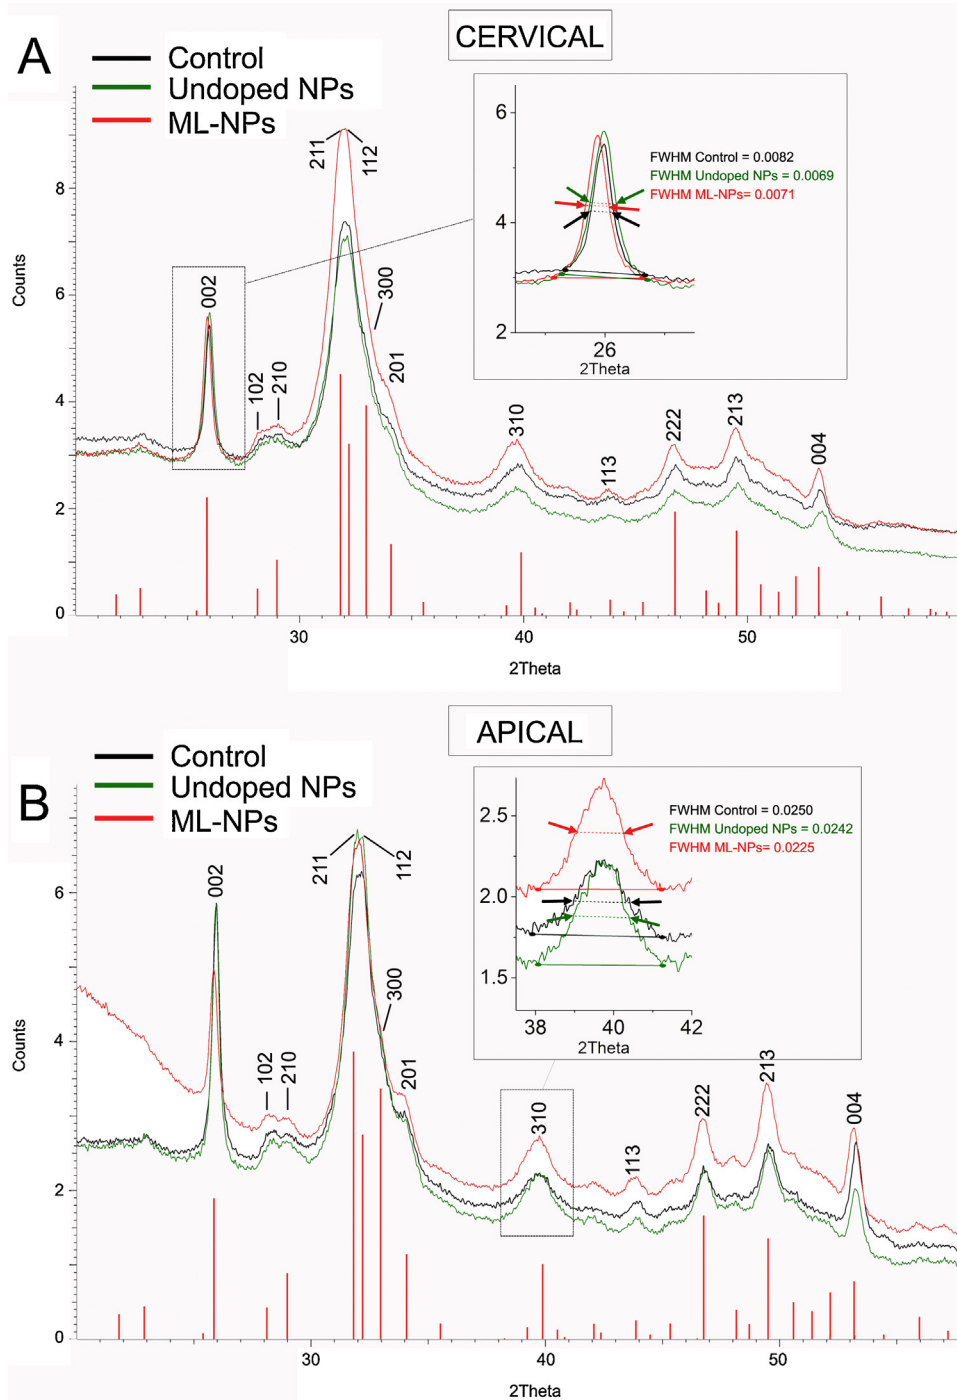 CERVICAL
A
Control
Undoped NPs
ML-NPs
Counts
8
6
4
2
0
002
102
210
211
112
300
201
310
113
222
213
004
30
40
50
2Theta
6
4
2
26
2Theta
FWHM Control = 0.0082
FWHM Undoped NPs = 0.0069
FWHM ML-NPs= 0.0071
APICAL
B
Control
Undoped NPs
ML-NPs
Counts
6
4
2
0
002
102
210
211
112
300
201
310
113
222
213
004
30
40
50
2Theta
2.5
2.0
1.5
38
40
42
2Theta
FWHM Control = 0.0250
FWHM Undoped NPs = 0.0242
FWHM ML-NPs= 0.0225